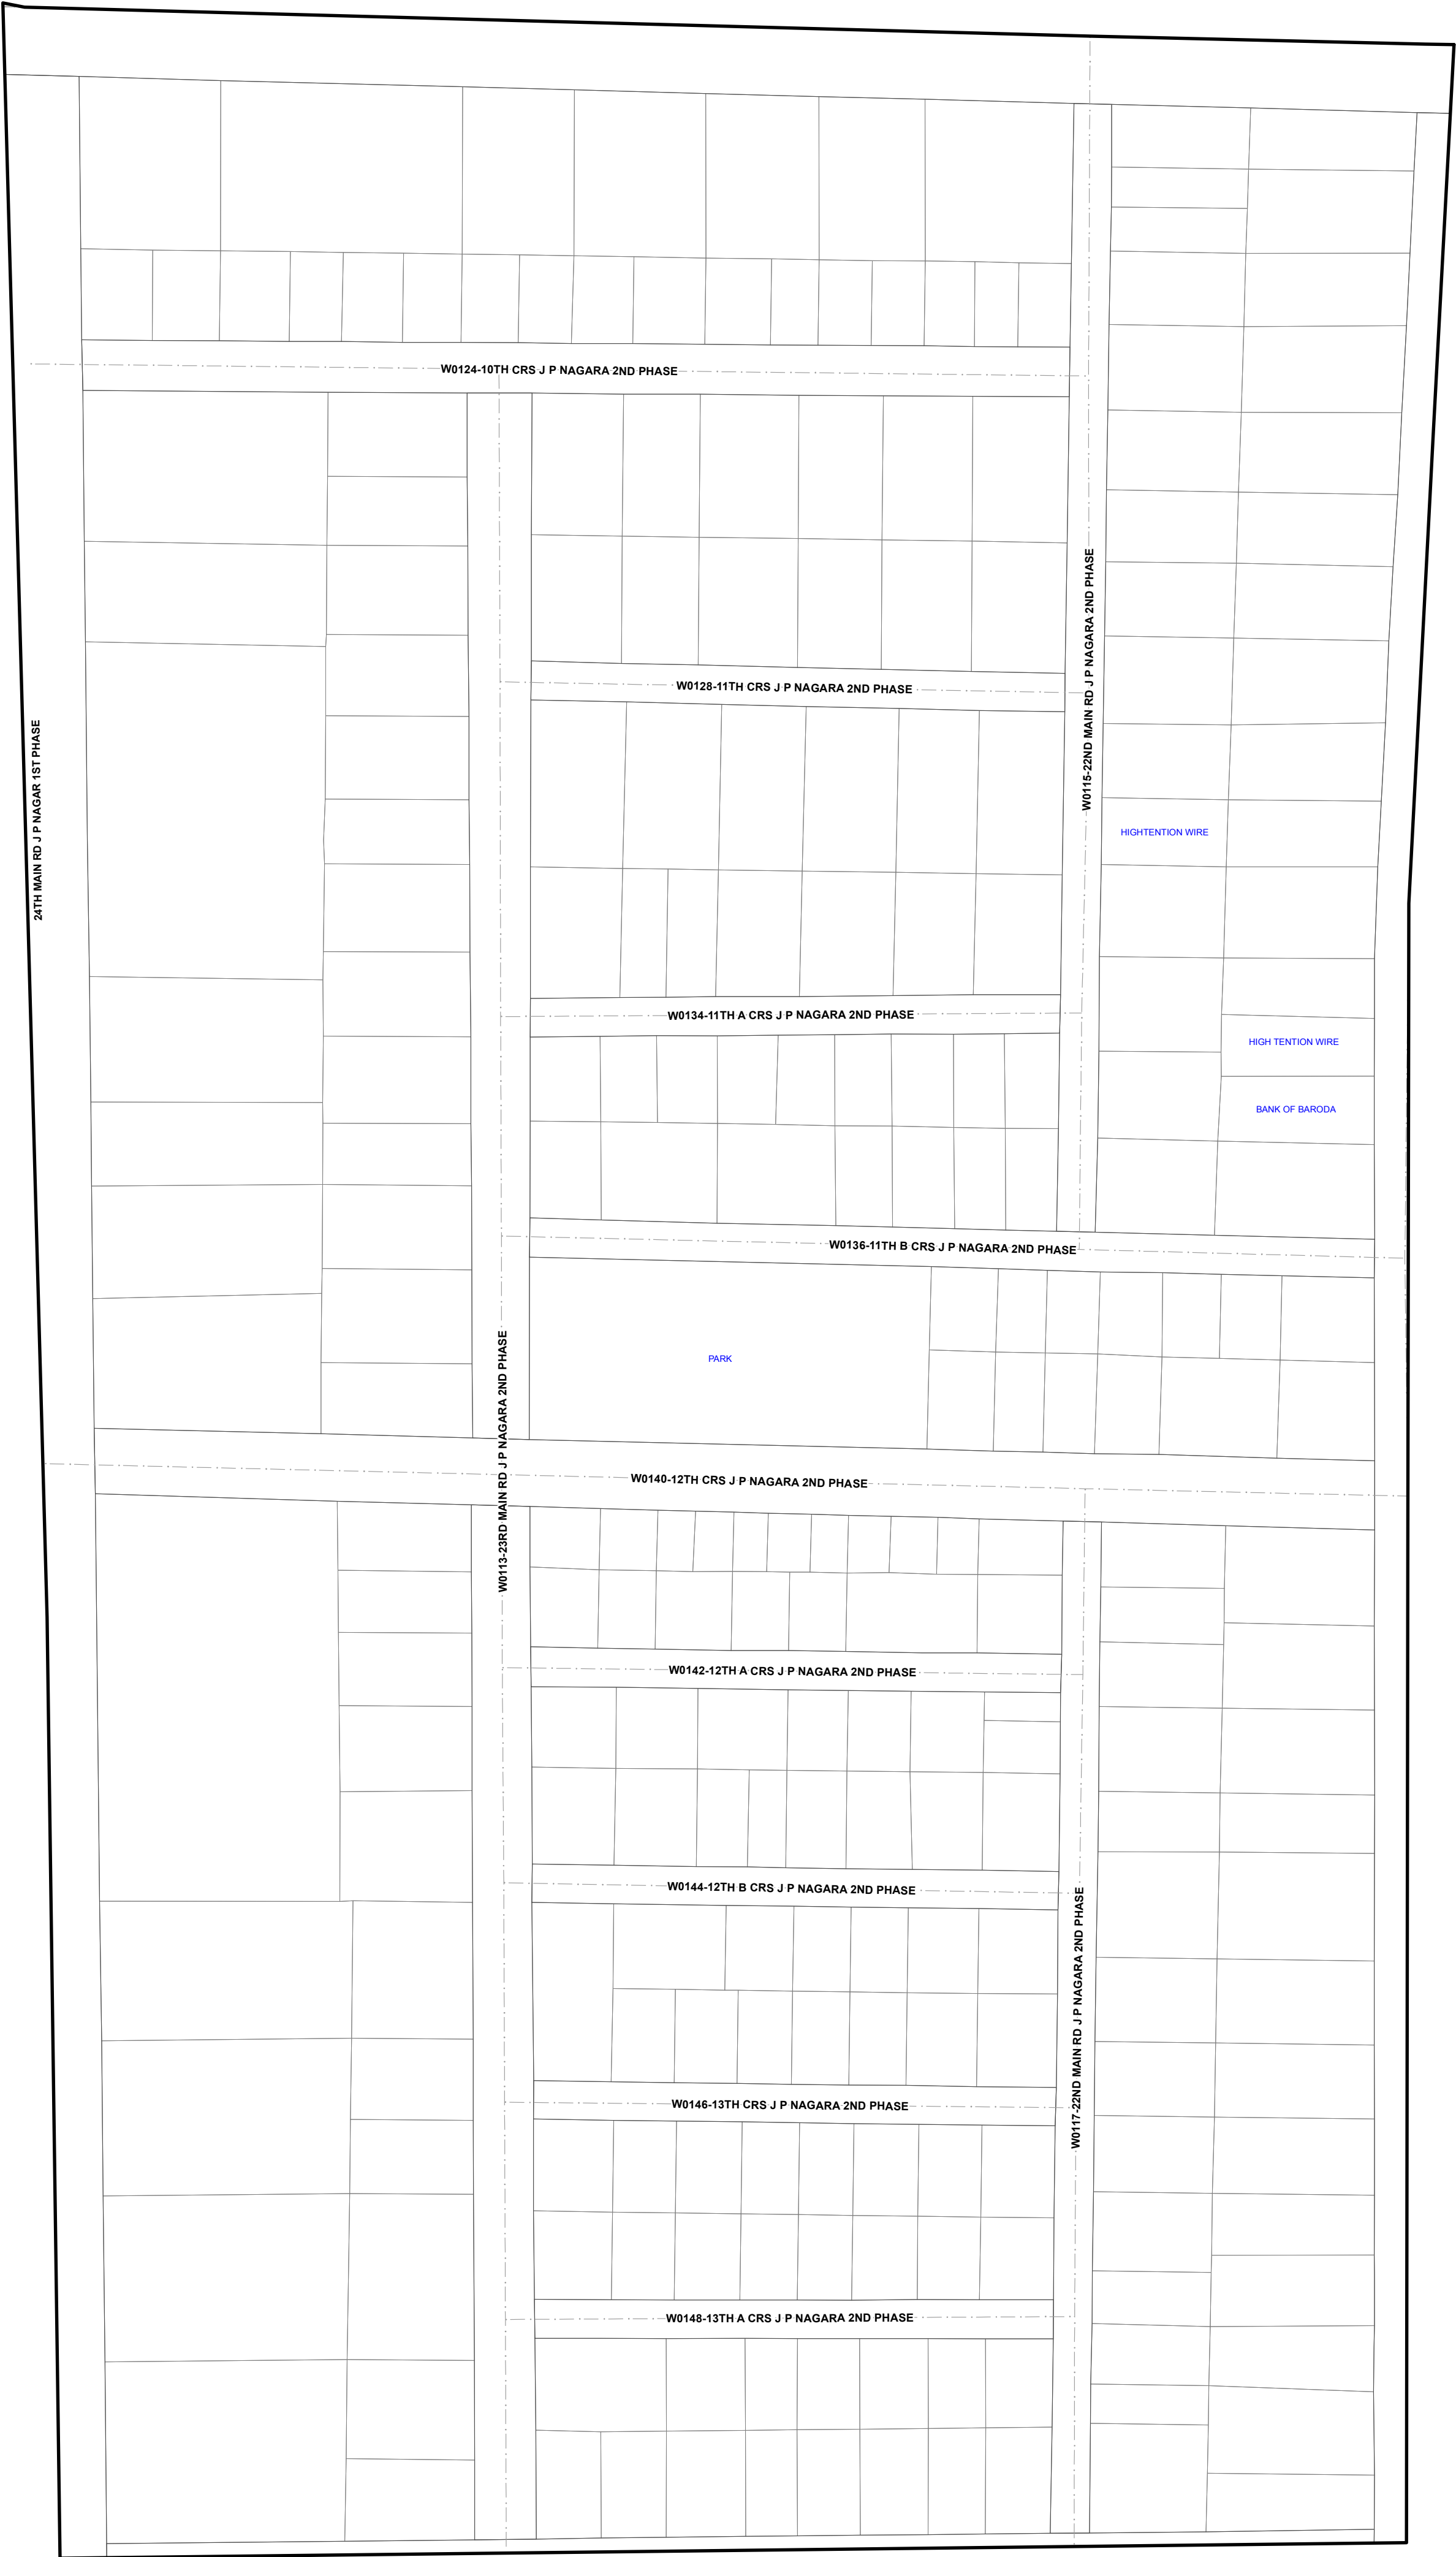 W0124-10TH CRS J P NAGARA 2ND PHASE
W0128-11TH CRS J P NAGARA 2ND PHASE
W0115-22ND MAIN RD J P NAGARA 2ND PHASE
24TH MAIN RD J P NAGAR 1ST PHASE
HIGHTENTION WIRE
W0134-11TH A CRS J P NAGARA 2ND PHASE
HIGH TENTION WIRE
BANK OF BARODA
W0136-11TH B CRS J P NAGARA 2ND PHASE
PARK
W0113-23RD MAIN RD J P NAGARA 2ND PHASE
W0140-12TH CRS J P NAGARA 2ND PHASE
W0142-12TH A CRS J P NAGARA 2ND PHASE
W0144-12TH B CRS J P NAGARA 2ND PHASE
W0117-22ND MAIN RD J P NAGARA 2ND PHASE
W0146-13TH CRS J P NAGARA 2ND PHASE
W0148-13TH A CRS J P NAGARA 2ND PHASE